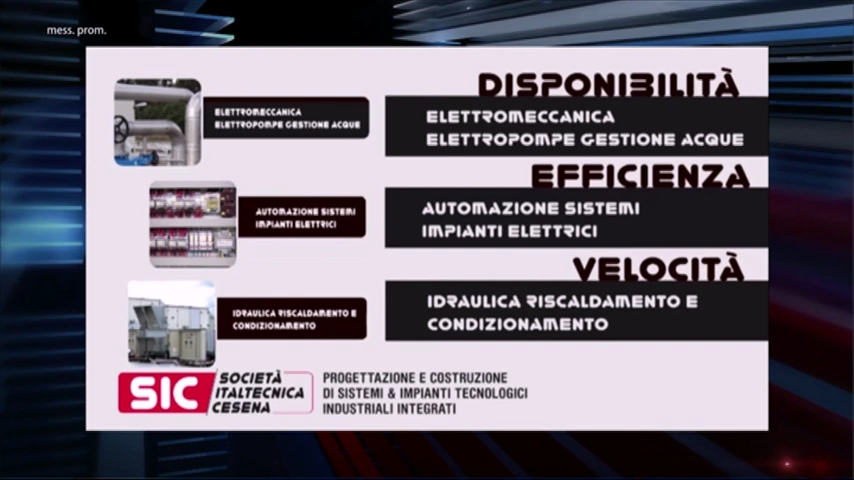 mess. prom.
DISPONIBILITÀ
ELETTROMECCANICA
ELETTROPOMPE GESTIONE ACQUE
ELETTROMECCANICA
ELETTROPOMPE GESTIONE ACQUE
EFFICIENZA
AUTOMAZIONE SISTEMI
IMPIANTI ELETTRICI
AUTOMAZIONE SISTEMI
IMPIANTI ELETTRICI
VELOCITÀ
IDRAULICA RISCALDAMENTO E
CONDIZIONAMENTO
IDRAULICA RISCALDAMENTO E
CONDIZIONAMENTO
SIC
SOCIETÀ
ITALTECNICA
CESENA
PROGETTAZIONE E COSTRUZIONE
DI SISTEMI & IMPIANTI TECNOLOGICI
INDUSTRIALI INTEGRATI